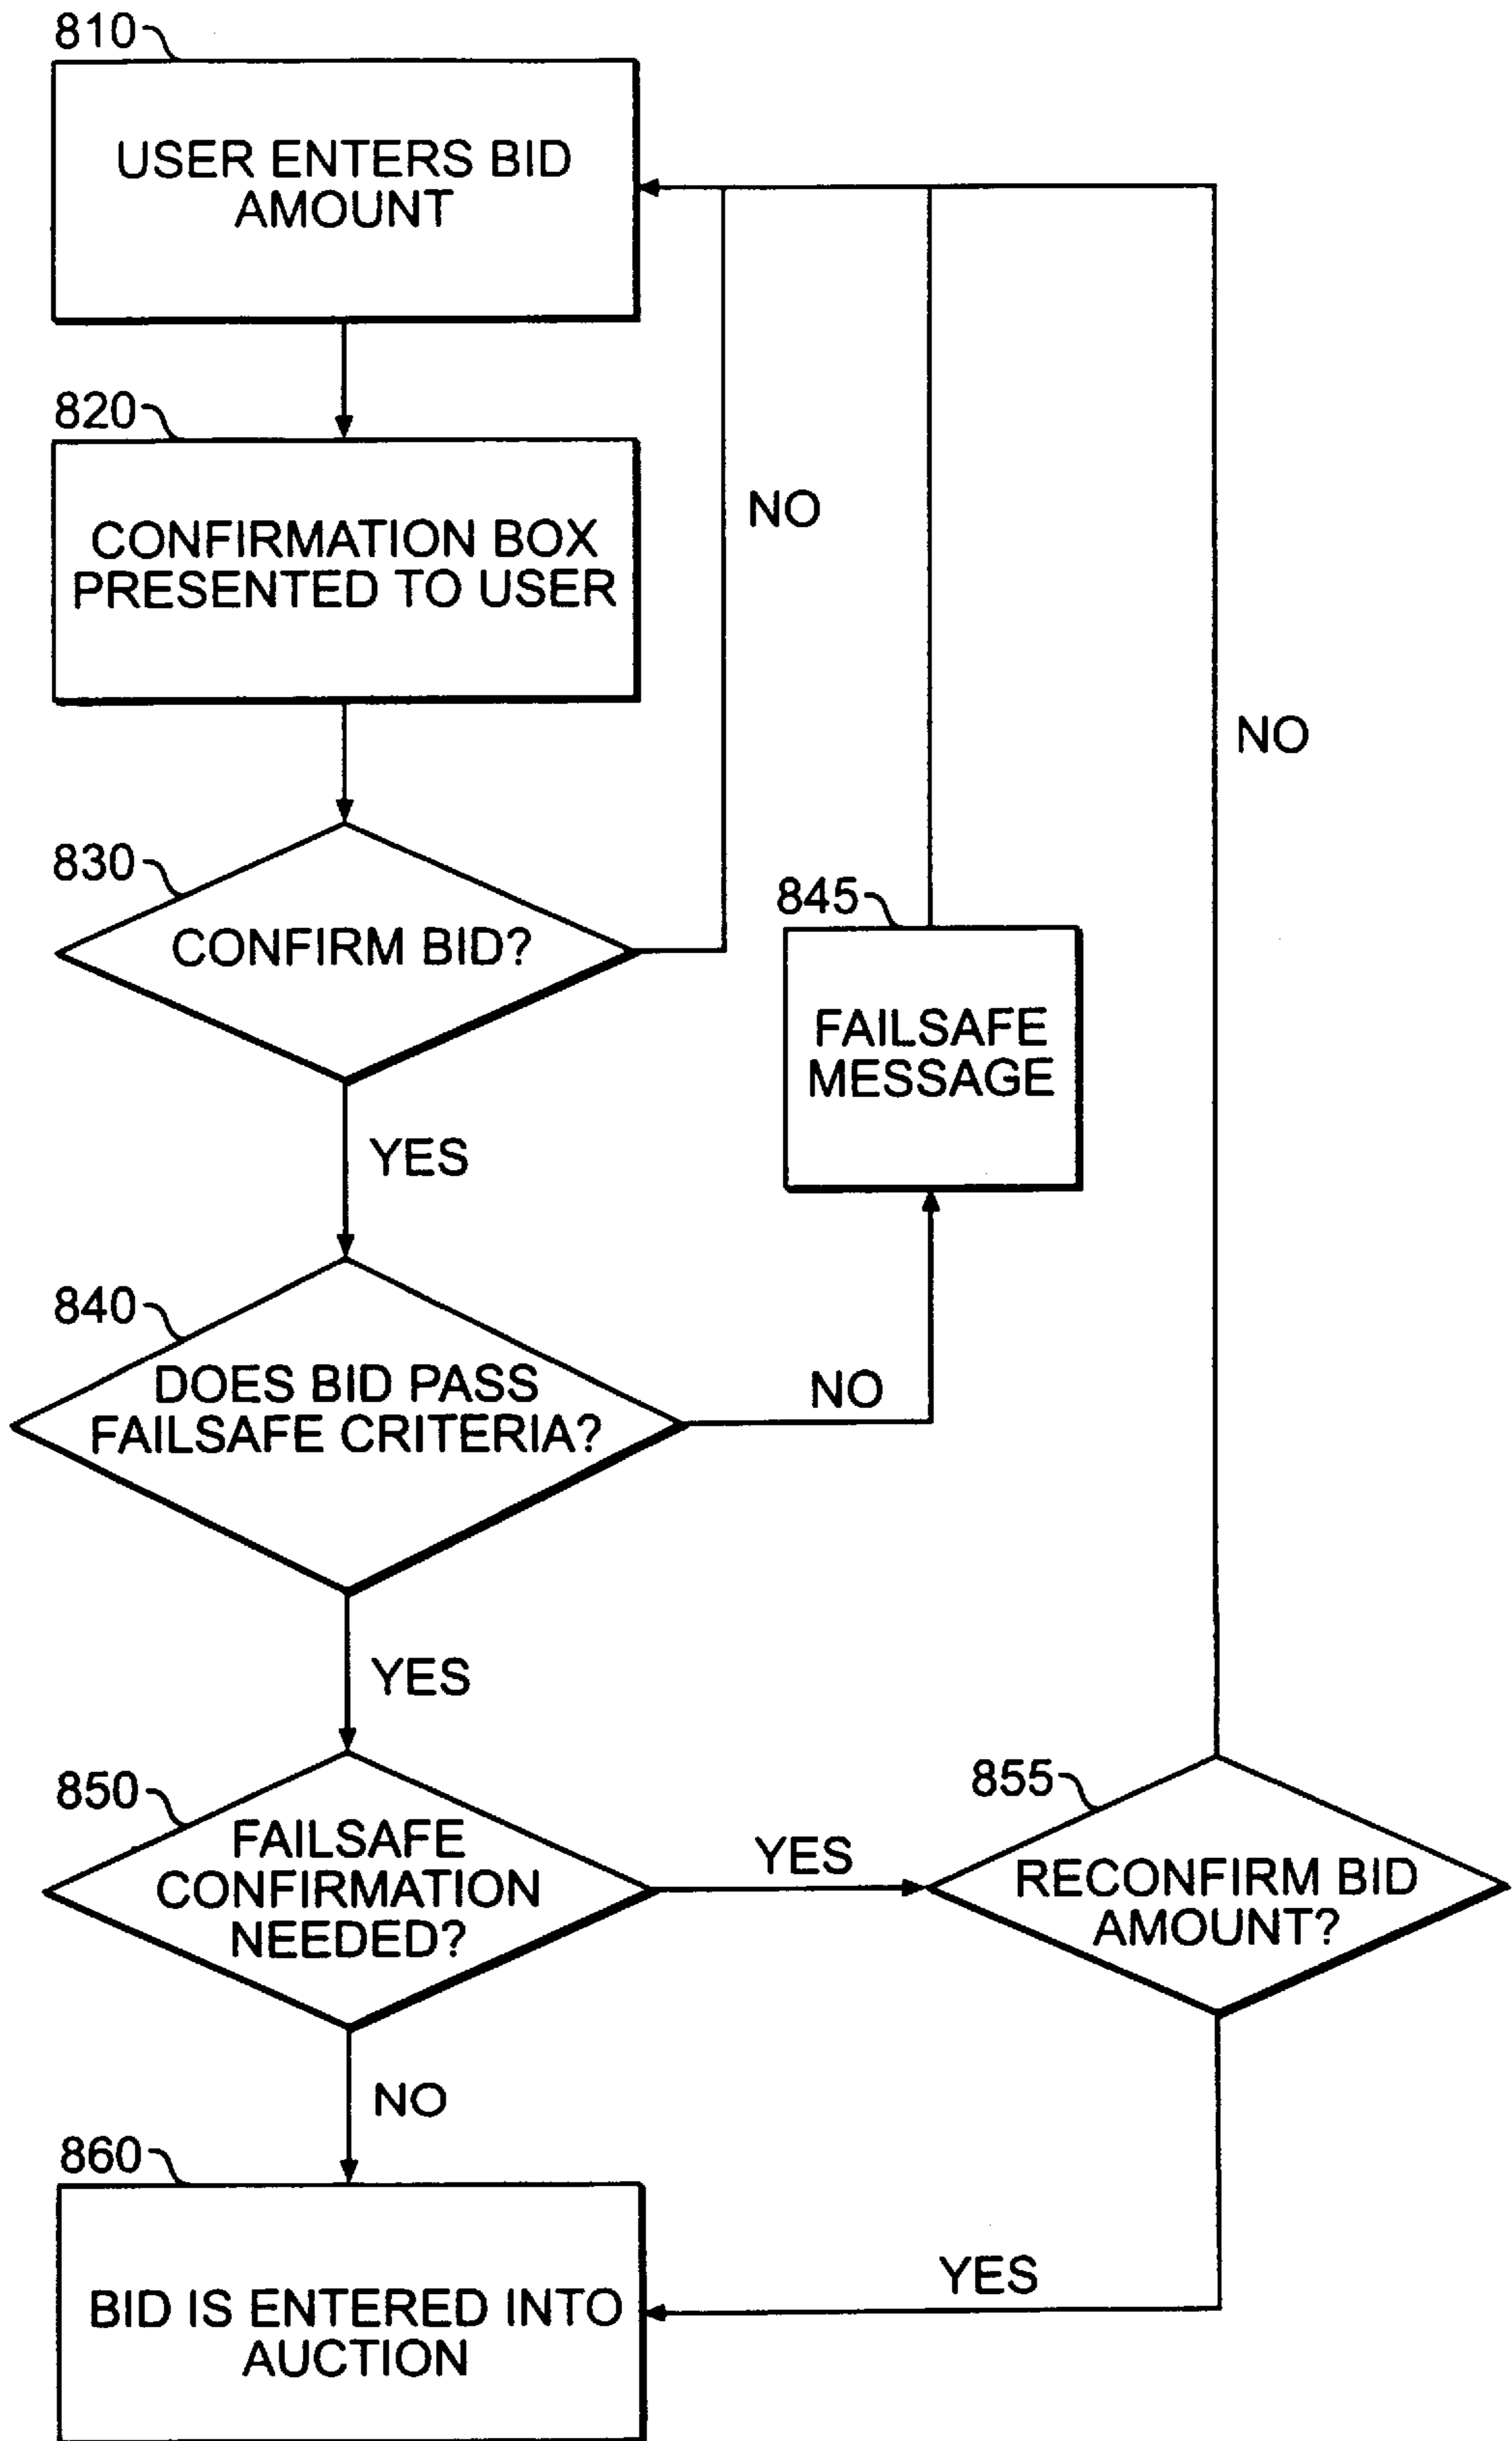 810
USER ENTERS BID
AMOUNT
820
CONFIRMATION BOX
PRESENTED TO USER
NO
NO
830
CONFIRM BID?
845
FAILSAFE
MESSAGE
YES
840
DOES BID PASS
FAILSAFE CRITERIA?
NO
YES
850
FAILSAFE
CONFIRMATION
NEEDED?
YES
855
RECONFIRM BID
AMOUNT?
NO
860
BID IS ENTERED INTO
AUCTION
YES